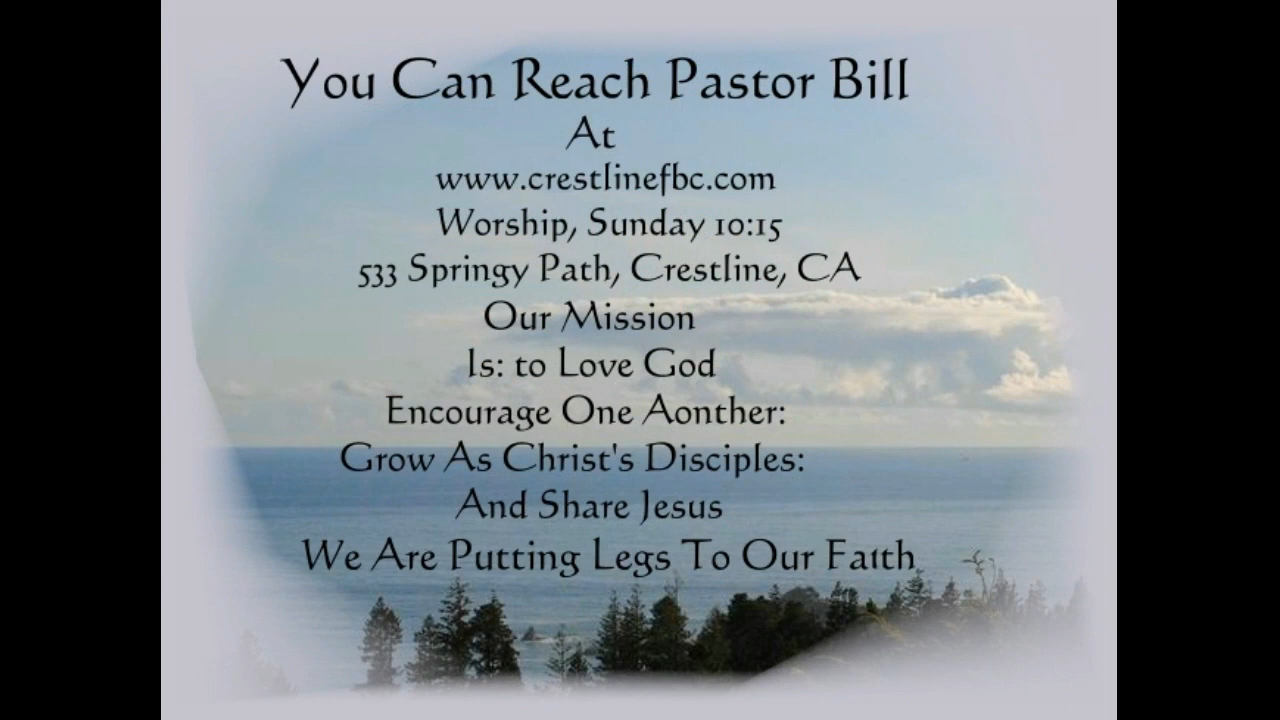 You Can Reach Pastor Bill
At
www.crestlinefbc.com
Worship, Sunday 10:15
533 Springy Path, Crestline, CA
Our Mission
Is: to Love God
Encourage One Aonther:
Grow As Christ's Disciples:
And Share Jesus
We Are Putting Legs To Our Faith